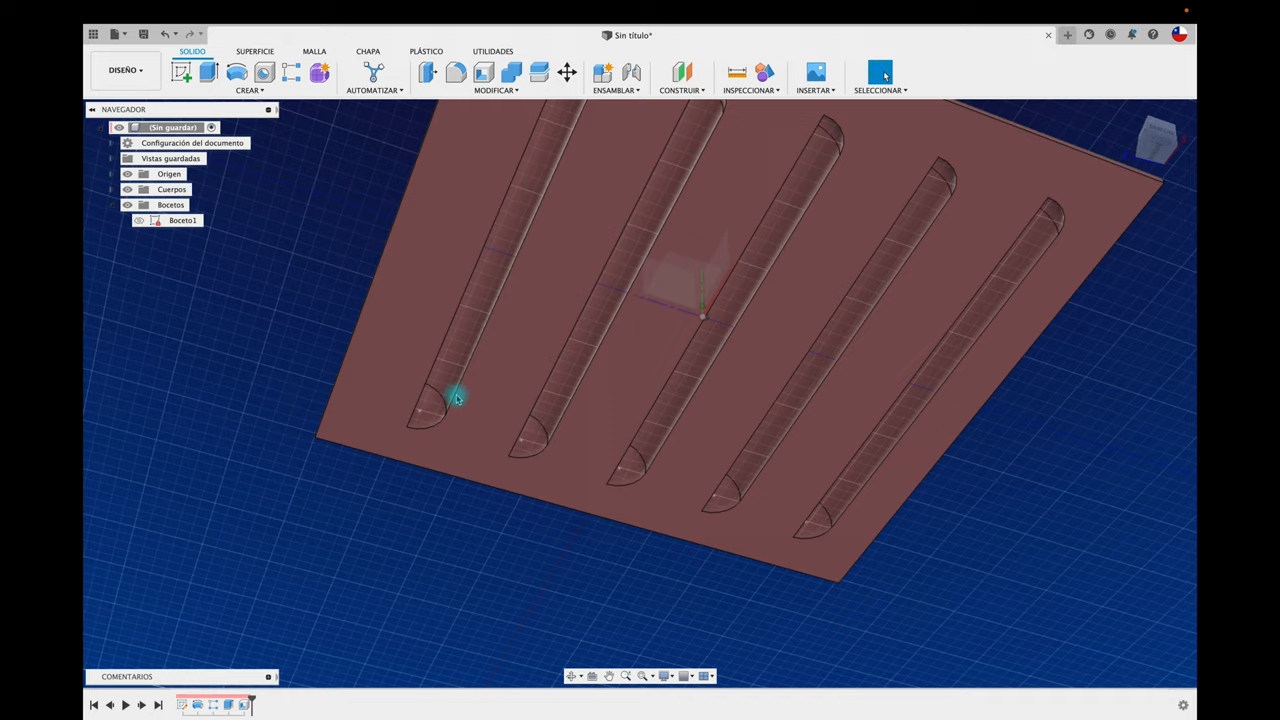 Sin título*
DISEÑO
SOLIDO
SUPERFICIE
MALLA
CHAPA
PLÁSTICO
UTILIDADES
CREAR
AUTOMATIZAR
MODIFICAR
ENSAMBLAR
CONSTRUIR
INSPECCIONAR
INSERTAR
SELECCIONAR
NAVEGADOR
(Sin guardar)
Configuración del documento
Vistas guardadas
Origen
Cuerpos
Bocetos
Boceto1
COMENTARIOS